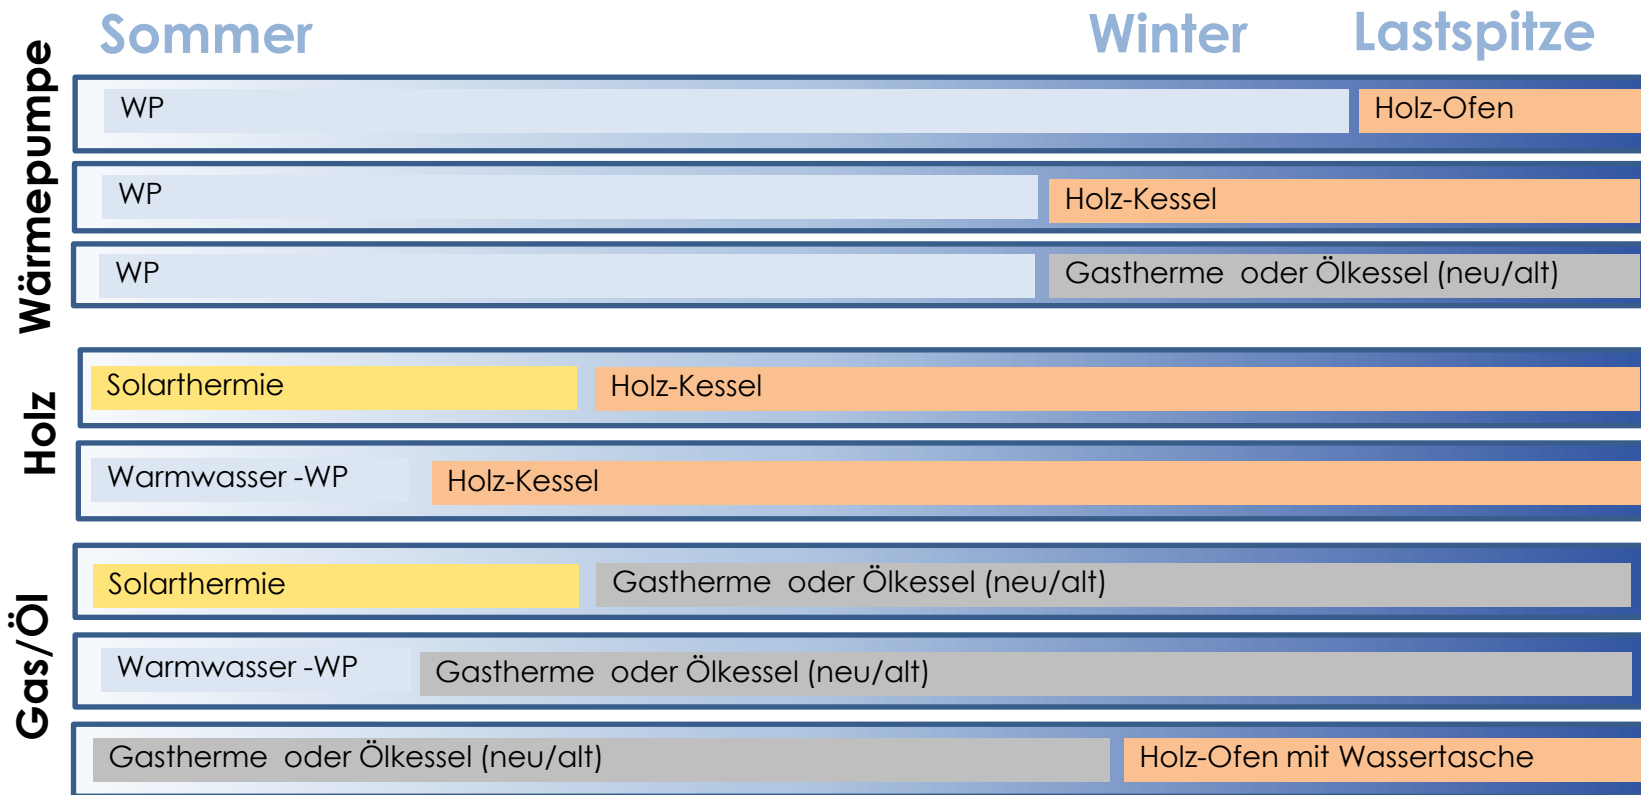 Sommer Winter Lastspitze
Wärmepumpe
WP Holz-Ofen
WP Holz-Kessel
WP Gastherme oder Ölkessel (neu/alt)
Holz
Solarthermie Holz-Kessel
Warmwasser -WP Holz-Kessel
Gas/Öl
Solarthermie Gastherme oder Ölkessel (neu/alt)
Warmwasser -WP Gastherme oder Ölkessel (neu/alt)
Gastherme oder Ölkessel (neu/alt) Holz-Ofen mit Wassertasche